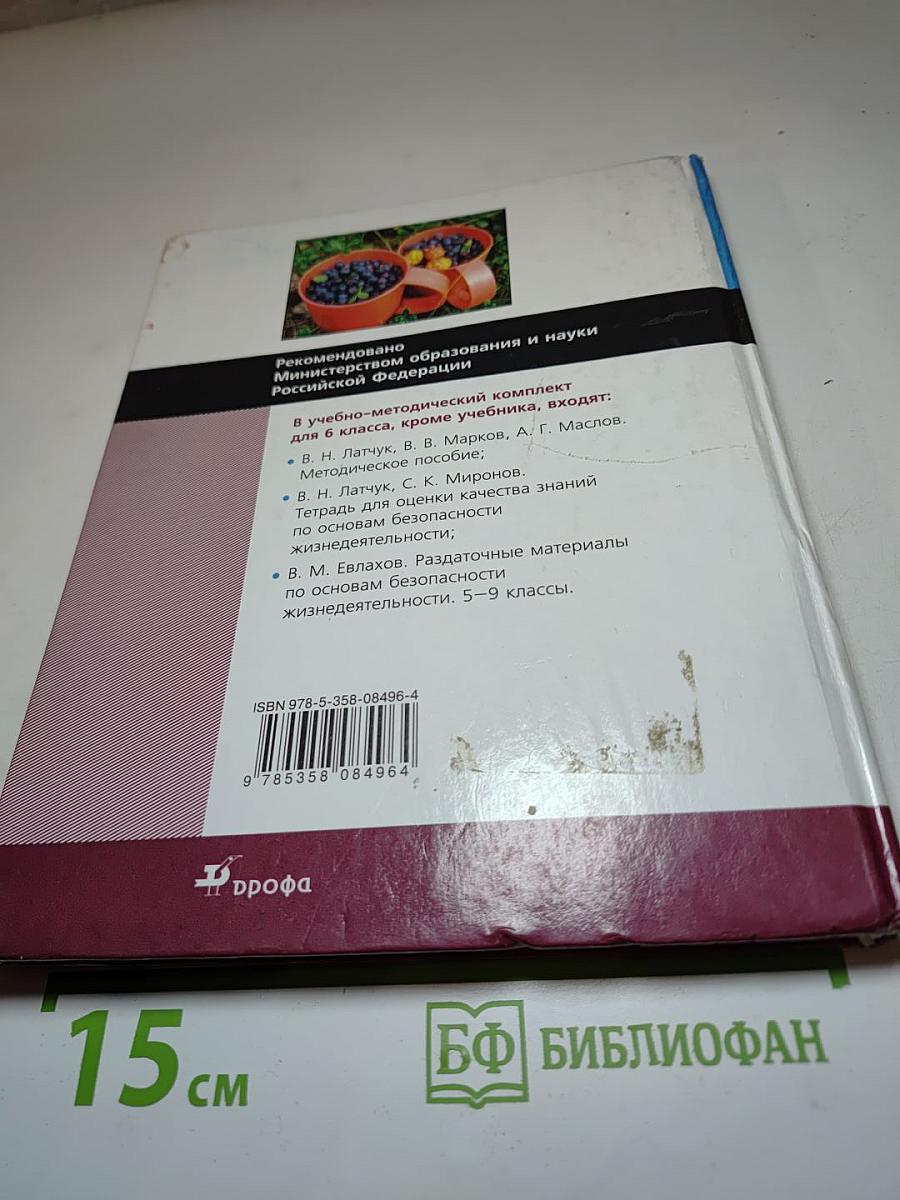 Рекомендовано
Министерством образования и науки
Российской Федерации
В учебно-методический комплект
для 6 класса, кроме учебника, входят:
• В. Н. Латчук, В. В. Марков, А. Г. Маслов.
Методическое пособие;
• В. Н. Латчук, С. К. Миронов.
Тетрадь для оценки качества знаний
по основам безопасности
жизнедеятельности;
• В. М. Евлахов. Раздаточные материалы
по основам безопасности
жизнедеятельности. 5–9 классы.
ISBN 978-5-358-08496-4
9 785358 084964
дрофа
15 см
БФ БИБЛИОФАН